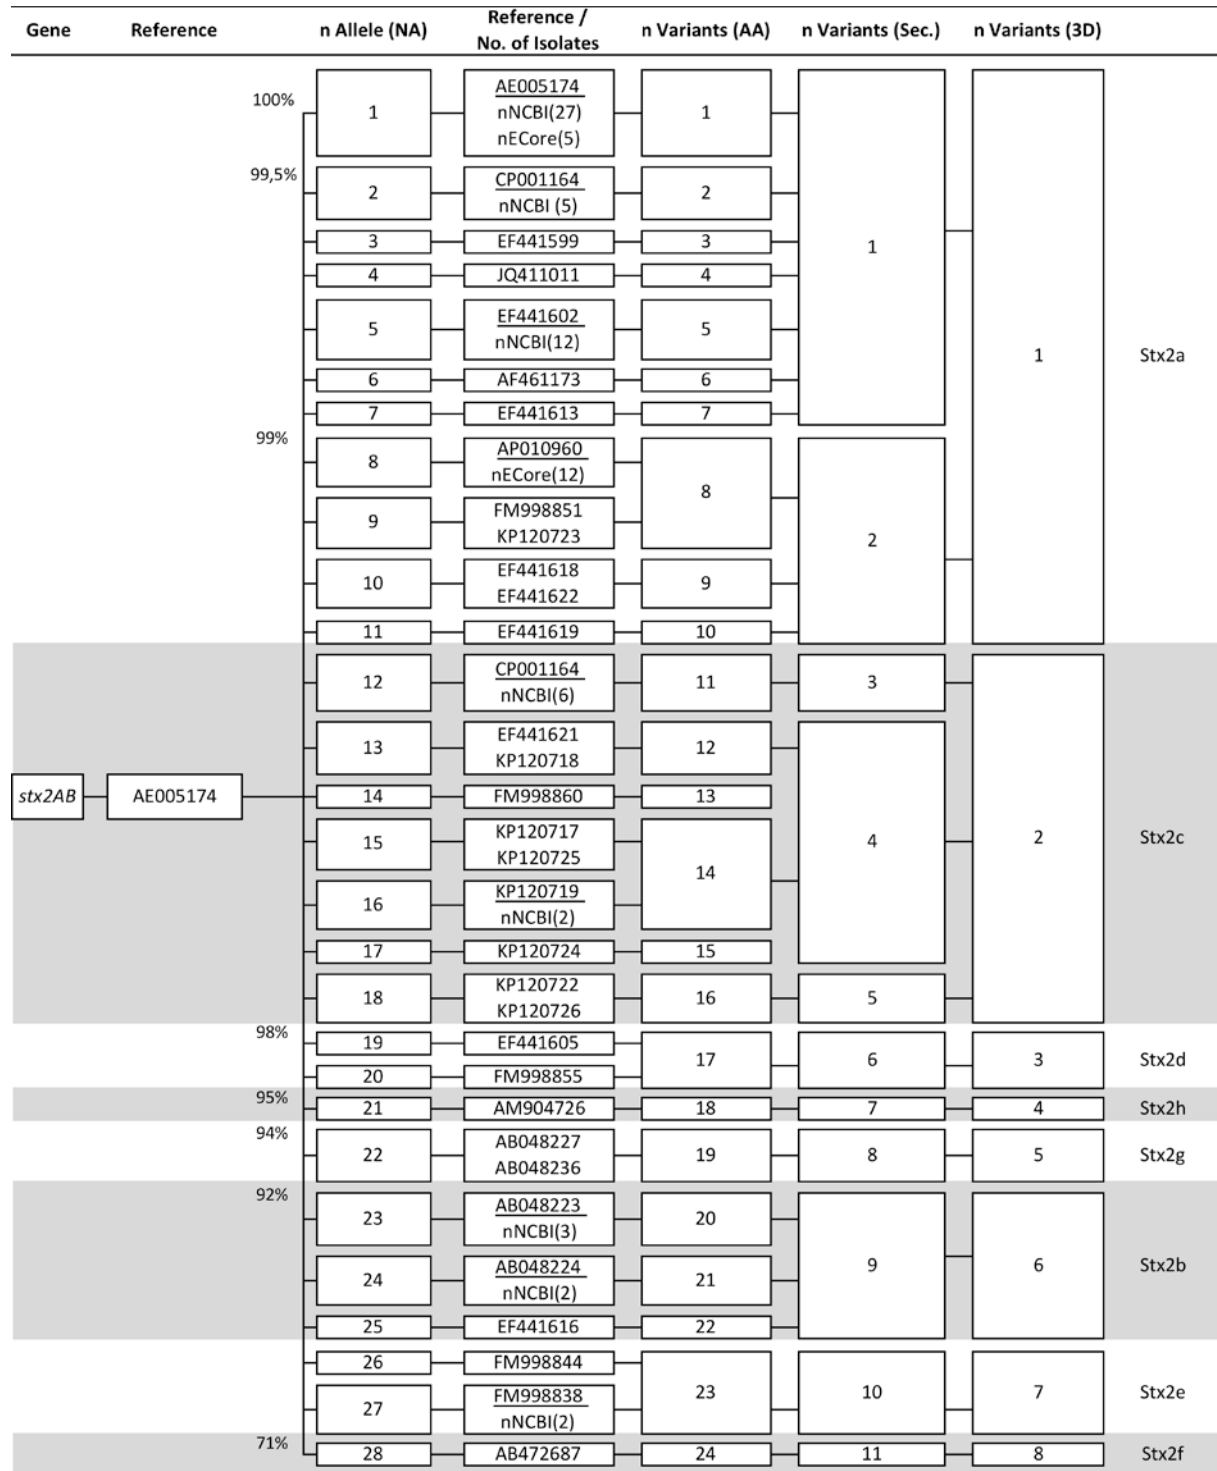 Gene Reference n Allele (NA) Reference / No. of Isolates n Variants (AA) n Variants (Sec.) n Variants (3D)
100%
1 AE005174 nNCBI(27) nECore(5) 1
99,5%
2 CP001164 nNCBI (5) 2
3 EF441599 3
1
4 JQ411011 4
5 EF441602 nNCBI(12) 5
1 Stx2a
6 AF461173 6
7 EF441613 7
99%
8 AP010960 nECore(12)
8
9 FM998851 KP120723
2
10 EF441618 EF441622 9
11 EF441619 10
12 CP001164 nNCBI(6) 11 3
13 EF441621 KP120718 12
stx2AB AE005174 14 FM998860 13
15 KP120717 KP120725
4 2 Stx2c
14
16 KP120719 nNCBI(2)
17 KP120724 15
18 KP120722 KP120726 16 5
98%
19 EF441605
17 6 3 Stx2d
20 FM998855
95%
21 AM904726 18 7 4 Stx2h
94%
22 AB048227 AB048236 19 8 5 Stx2g
92%
23 AB048223 nNCBI(3) 20
9 6 Stx2b
24 AB048224 nNCBI(2) 21
25 EF441616 22
26 FM998844
23 10 7 Stx2e
27 FM998838 nNCBI(2)
71%
28 AB472687 24 11 8 Stx2f